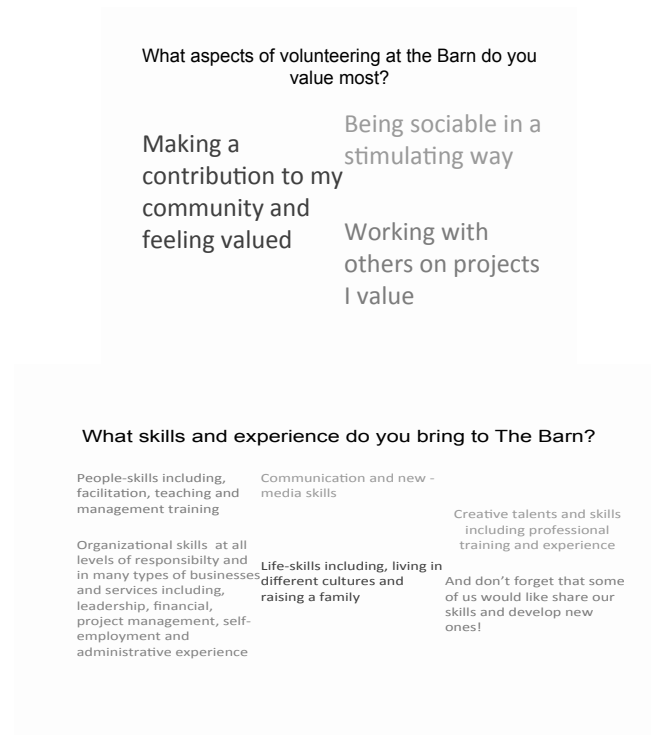 What aspects of volunteering at the Barn do you
value most?
Making a
contribution to my
community and
feeling valued
Being sociable in a
stimulating way
Working with
others on projects
I value
What skills and experience do you bring to The Barn?
People-skills including,
facilitation, teaching and
management training
Organizational skills  at all
levels of responsibilty and
in many types of businesses
and services including,
leadership, financial,
project management, self-
employment and
administrative experience
Communication and new -
media skills
Life-skills including, living in
different cultures and
raising a family
Creative talents and skills
including professional
training and experience
And don’t forget that some
of us would like share our
skills and develop new
ones!